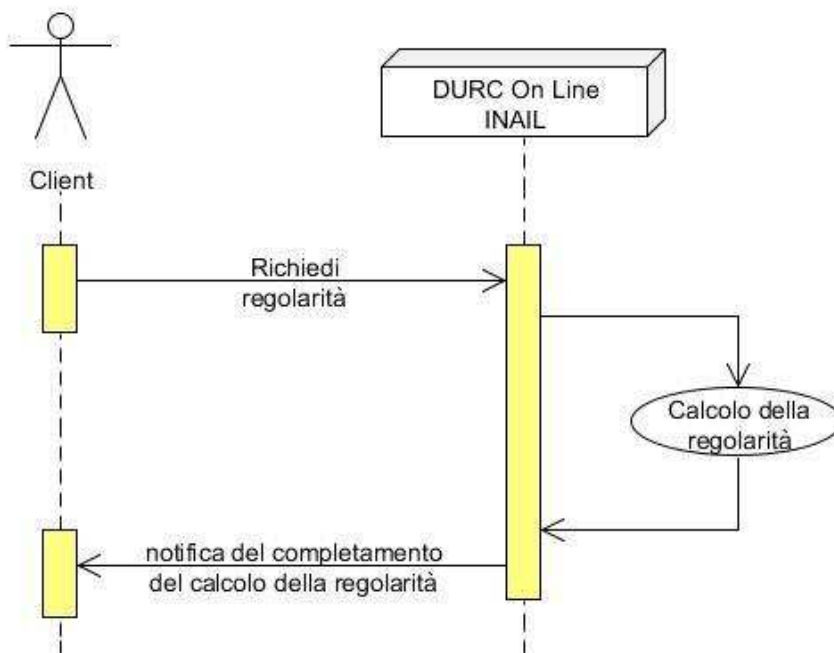 DURC On Line
INAIL
Client
Richiedi
regolarità
Calcolo della
regolarità
notifica del completamento
del calcolo della regolarità